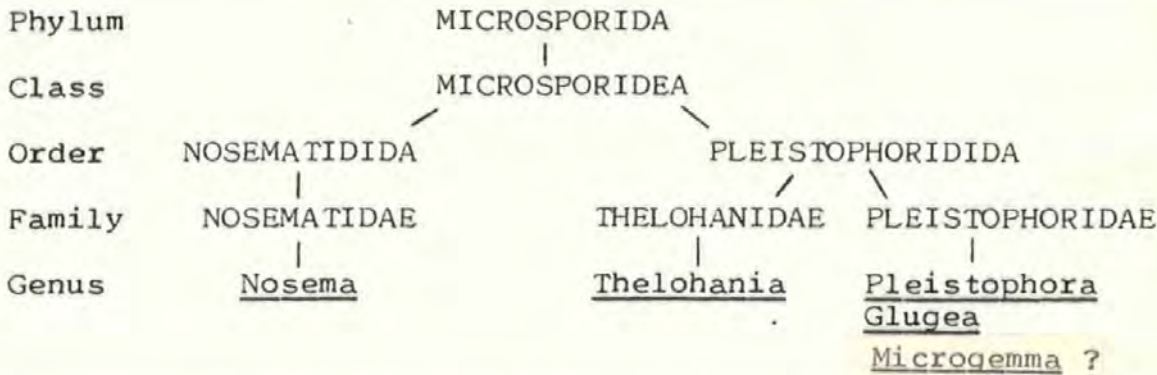 Phylum MICROSPORIDA
Class MICROSPORIDEA
Order NOSEMATIDIDA PLEISTOPHORIDIDA
Family NOSEMATIDAE THELOHANIDAE PLEISTOPHORIDAE
Genus Nosema Thelohania Pleistophora
Glugea
Microgemma ?